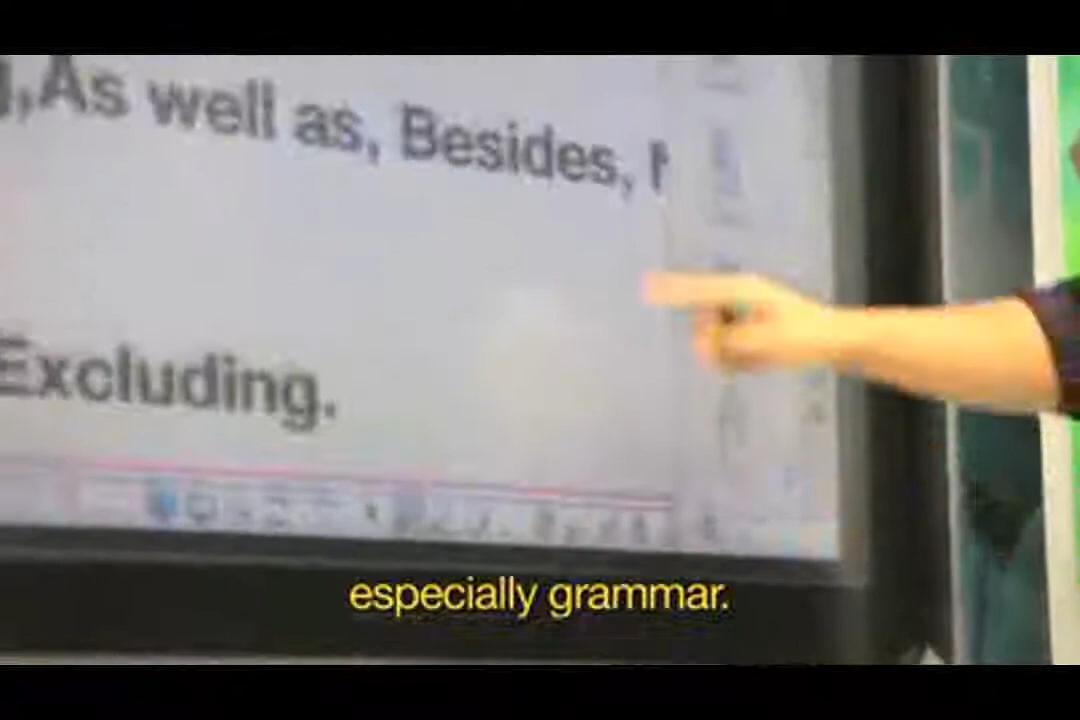 As well as, Besides,
Excluding.
especially grammar.